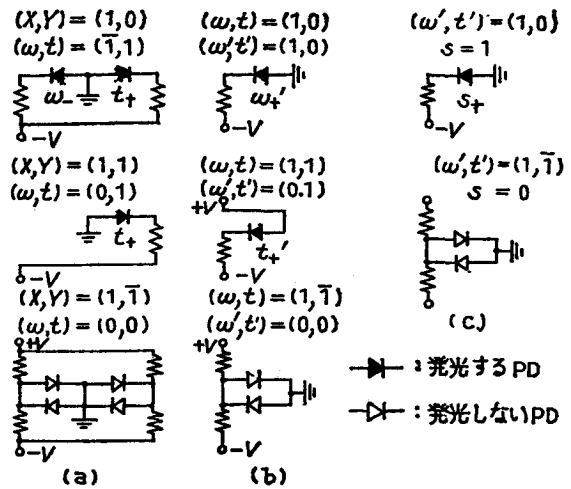 (X,Y)=(1,0)
(ω,t)=(1̄,1)
ω₋
t₊
-V
(X,Y)=(1,1)
(ω,t)=(0,1)
t₊
-V
(X,Y)=(1,1̄)
(ω,t)=(0,0)
+V
-V
(a)
(ω,t)=(1,0)
(ω',t')=(1,0)
ω₊'
-V
(ω,t)=(1,1)
(ω',t')=(0.1)
+V
t₊'
-V
(ω,t)=(1,1̄)
(ω',t')=(0,0)
+V
-V
(b)
(ω',t')=(1,0)
s=1
s₊
-V
(ω',t')=(1,1̄)
s=0
(c)
:発光するPD
:発光しないPD